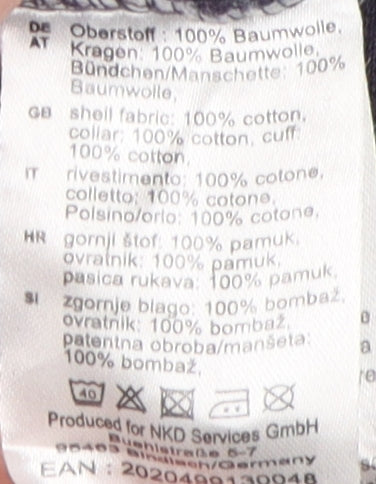 DE AT Oberstoff : 100% Baumwolle,
Kragen: 100% Baumwolle,
Bündchen/Manschette: 100%
Baumwolle,
GB shell fabric: 100% cotton,
collar: 100% cotton, cuff:
100% cotton,
IT rivestimento: 100% cotone,
colletto: 100% cotone,
Polsino/orlo: 100% cotone,
HR gornji štof: 100% pamuk,
ovratnik: 100% pamuk,
pasica rukava: 100% pamuk,
SI zgornje blago: 100% bombaž,
ovratnik: 100% bombaž,
patentna obroba/manšeta:
100% bombaž,
40
Produced for NKD Services GmbH
5-7
95463 Bindlach/Germany
EAN : 2020499130048